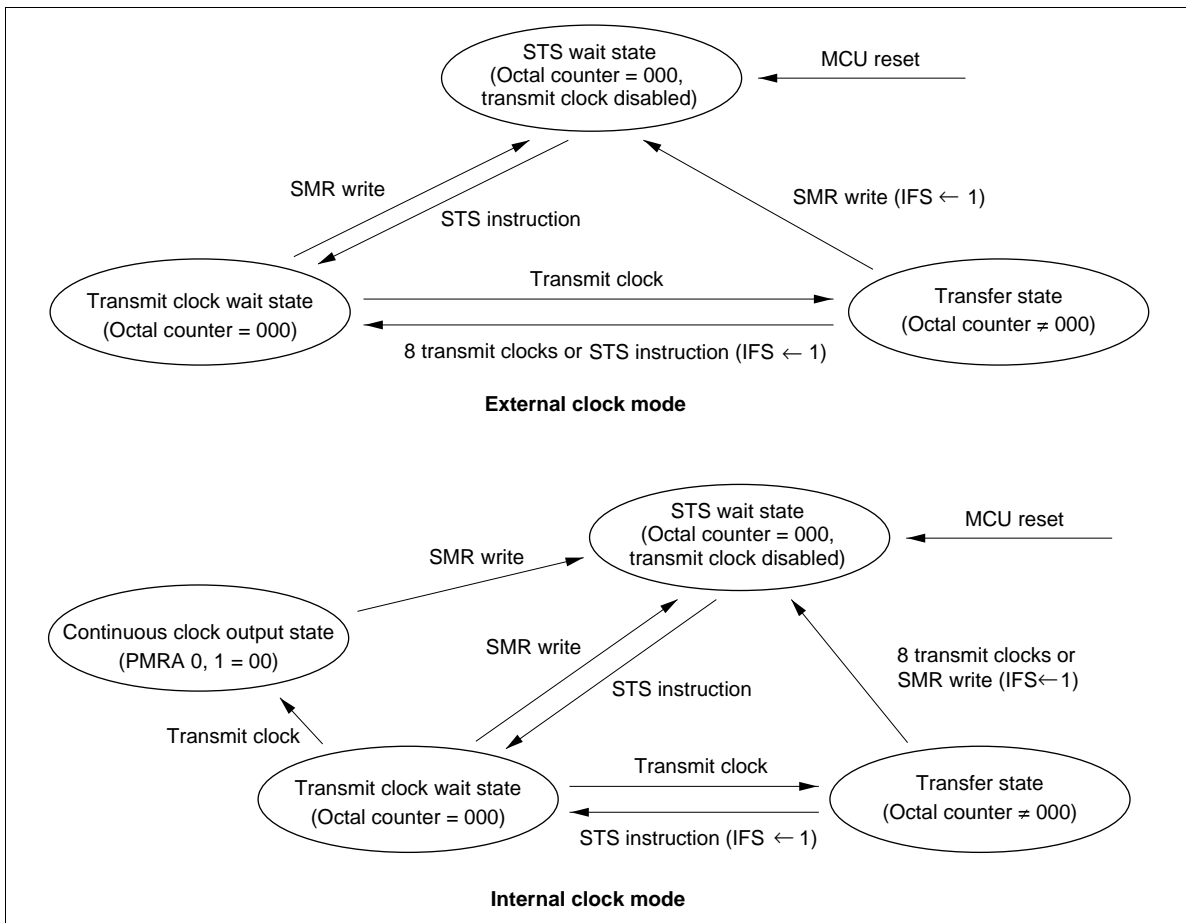 STS wait state
(Octal counter = 000,
transmit clock disabled)
MCU reset
SMR write
STS instruction
SMR write (IFS ← 1)
Transmit clock wait state
(Octal counter = 000)
Transmit clock
Transfer state
(Octal counter ≠ 000)
8 transmit clocks or STS instruction (IFS ← 1)
External clock mode
STS wait state
(Octal counter = 000,
transmit clock disabled)
MCU reset
SMR write
Continuous clock output state
(PMRA 0, 1 = 00)
SMR write
STS instruction
8 transmit clocks or
SMR write (IFS←1)
Transmit clock
Transmit clock wait state
(Octal counter = 000)
Transmit clock
Transfer state
(Octal counter ≠ 000)
STS instruction (IFS ← 1)
Internal clock mode